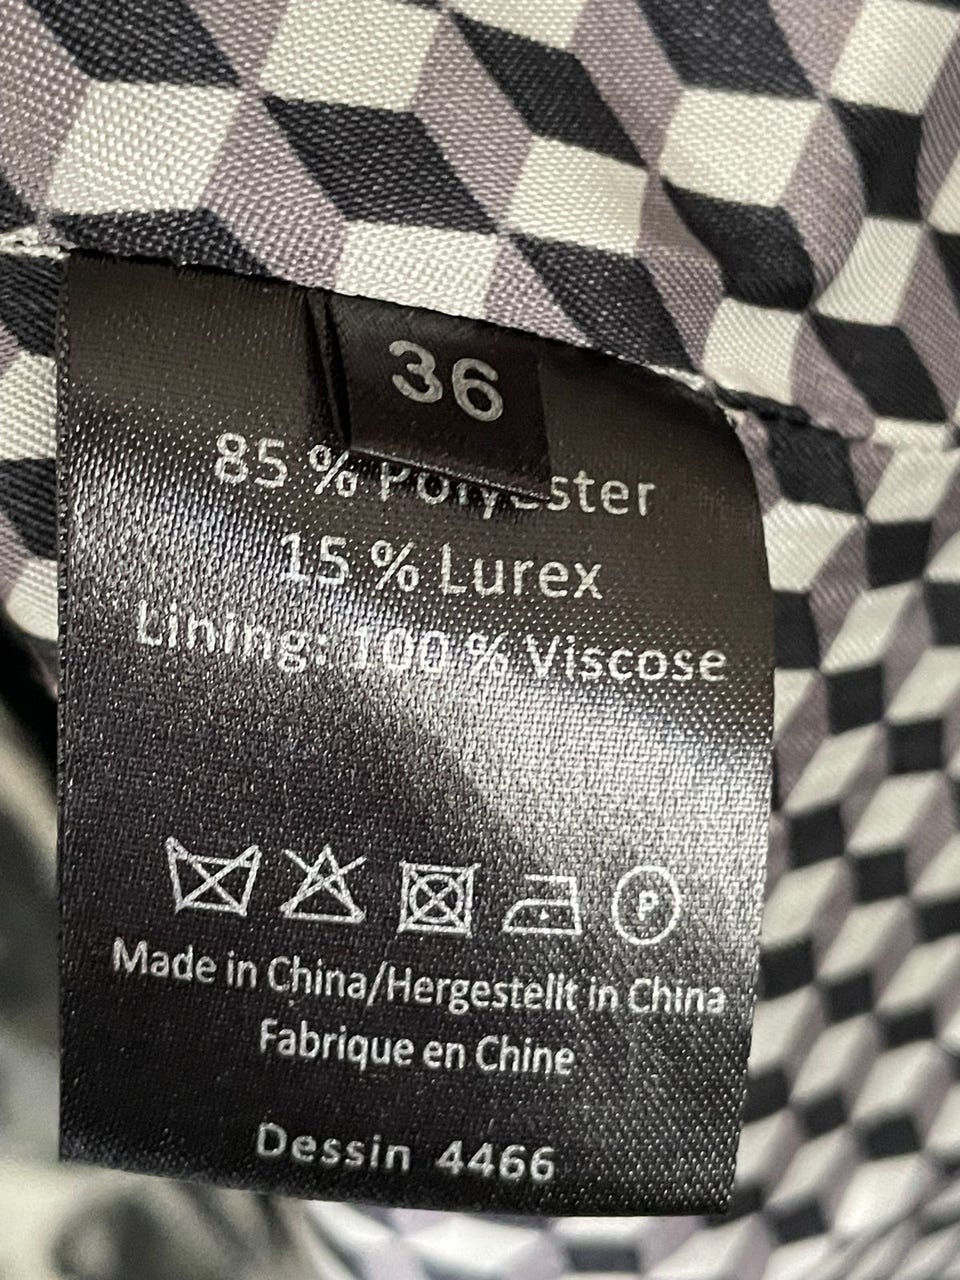 36
85 % Polyester
15 % Lurex
Lining: 100 % Viscose
P
Made in China/Hergestellt in China
Fabrique en Chine
Dessin 4466